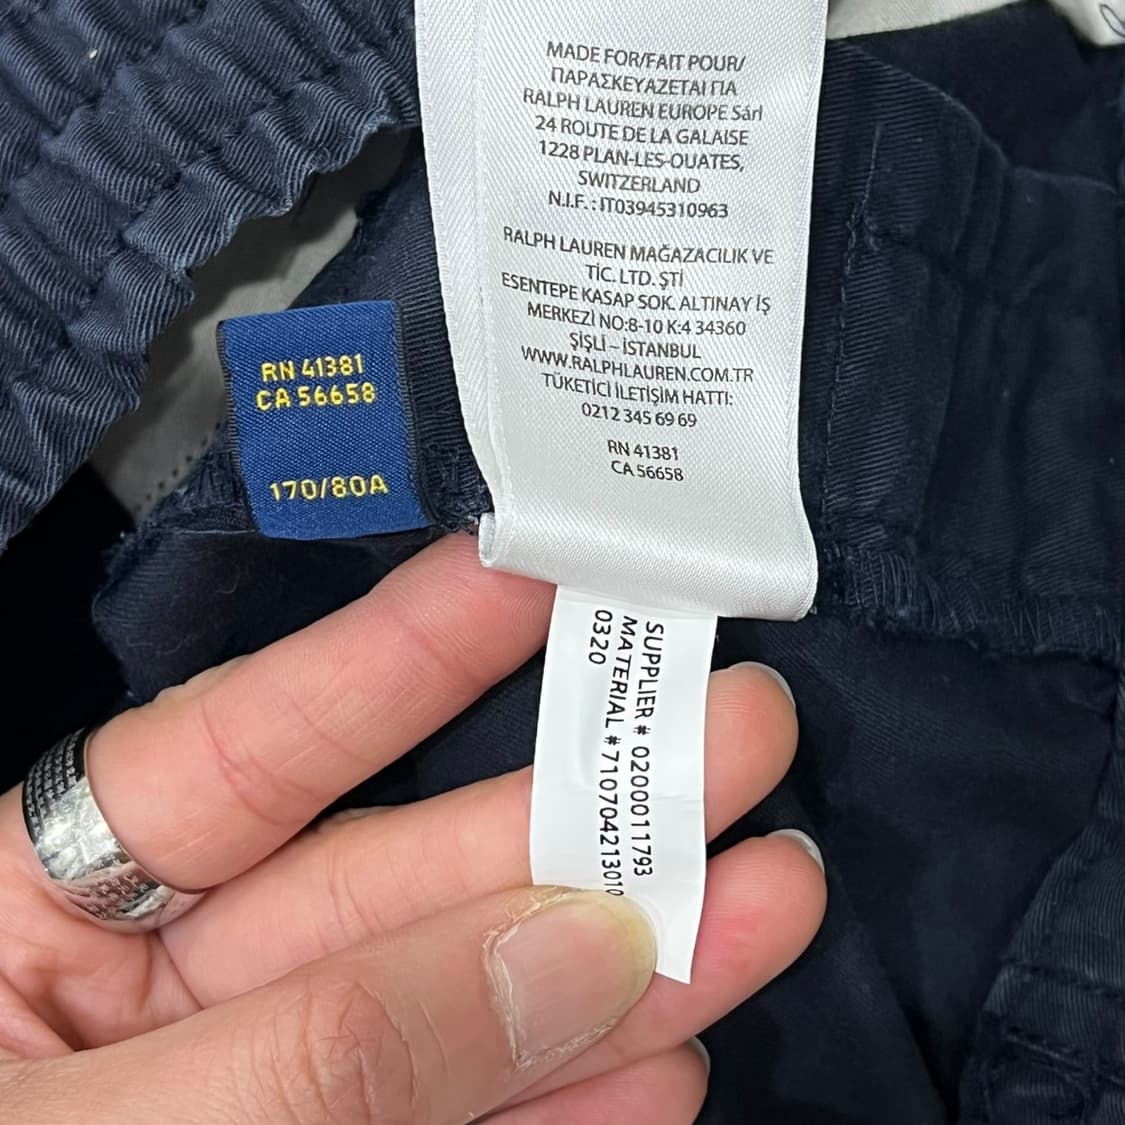 MADE FOR/FAIT POUR/
ΠΑΡΑΣΚΕΥΑΖΕΤΑΙ ΓΙΑ
RALPH LAUREN EUROPE Sárl
24 ROUTE DE LA GALAISE
1228 PLAN-LES-OUATES,
SWITZERLAND
N.I.F. : IT03945310963
RALPH LAUREN MAĞAZACILIK VE
TİC. LTD. ŞTİ
ESENTEPE KASAP SOK. ALTINAY İŞ
MERKEZİ NO:8-10 K:4 34360
ŞİŞLİ – İSTANBUL
WWW.RALPHLAUREN.COM.TR
TÜKETİCİ İLETİŞİM HATTI:
0212 345 69 69
RN 41381
CA 56658
RN 41381
CA 56658
170/80A
SUPPLIER # 0200011793
MATERIAL # 710704213010
0320